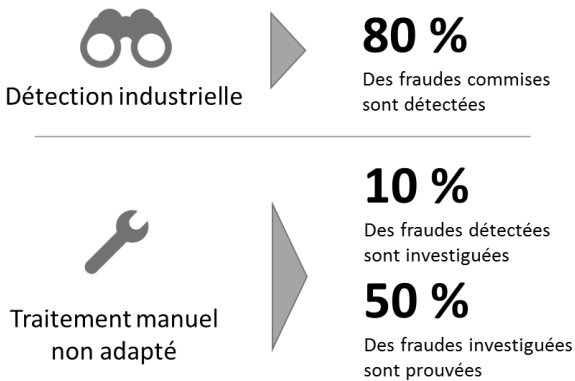 Détection industrielle
80 %
Des fraudes commises
sont détectées
Traitement manuel
non adapté
10 %
Des fraudes détectées
sont investiguées
50 %
Des fraudes investiguées
sont prouvées